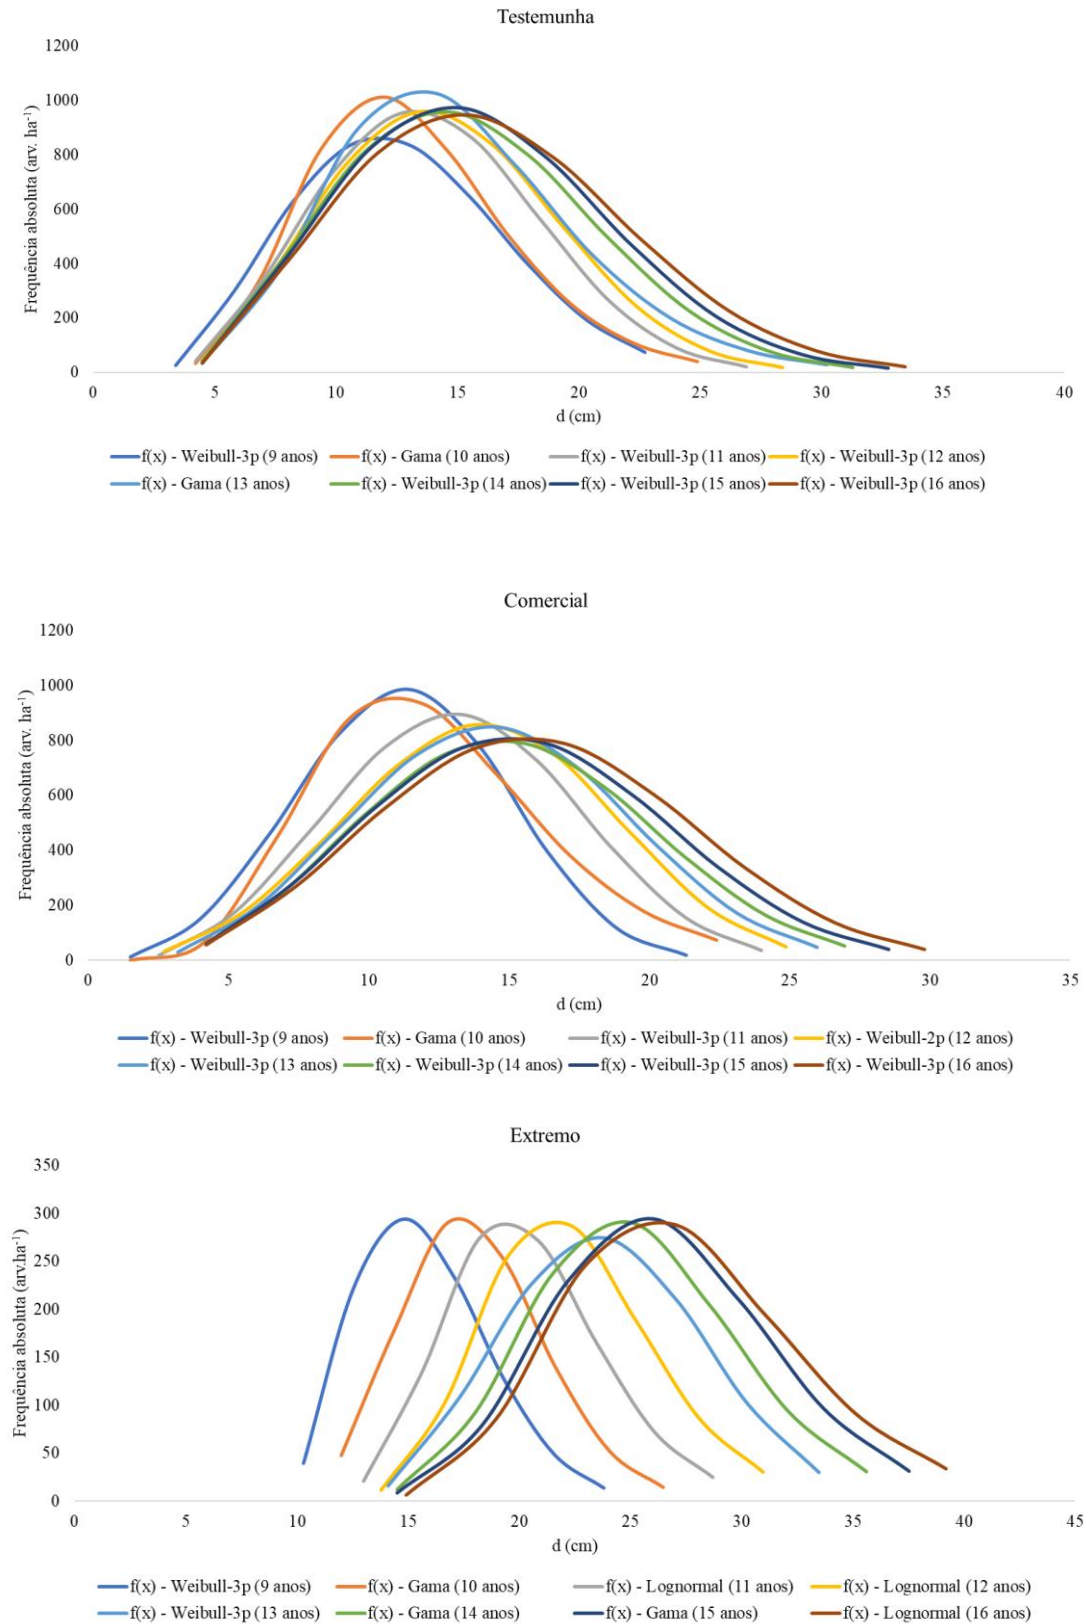 Testemunha
Frequência absoluta (arv. ha⁻¹)
1200
1000
800
600
400
200
0
0 5 10 15 20 25 30 35 40
d (cm)
f(x) - Weibull-3p (9 anos) f(x) - Gama (10 anos) f(x) - Weibull-3p (11 anos) f(x) - Weibull-3p (12 anos)
f(x) - Gama (13 anos) f(x) - Weibull-3p (14 anos) f(x) - Weibull-3p (15 anos) f(x) - Weibull-3p (16 anos)
Comercial
Frequência absoluta (arv. ha⁻¹)
1200
1000
800
600
400
200
0
0 5 10 15 20 25 30 35
d (cm)
f(x) - Weibull-3p (9 anos) f(x) - Gama (10 anos) f(x) - Weibull-3p (11 anos) f(x) - Weibull-2p (12 anos)
f(x) - Weibull-3p (13 anos) f(x) - Weibull-3p (14 anos) f(x) - Weibull-3p (15 anos) f(x) - Weibull-3p (16 anos)
Extremo
Frequência absoluta (arv.ha⁻¹)
350
300
250
200
150
100
50
0
0 5 10 15 20 25 30 35 40 45
d (cm)
f(x) - Weibull-3p (9 anos) f(x) - Gama (10 anos) f(x) - Lognormal (11 anos) f(x) - Lognormal (12 anos)
f(x) - Weibull-3p (13 anos) f(x) - Gama (14 anos) f(x) - Gama (15 anos) f(x) - Lognormal (16 anos)